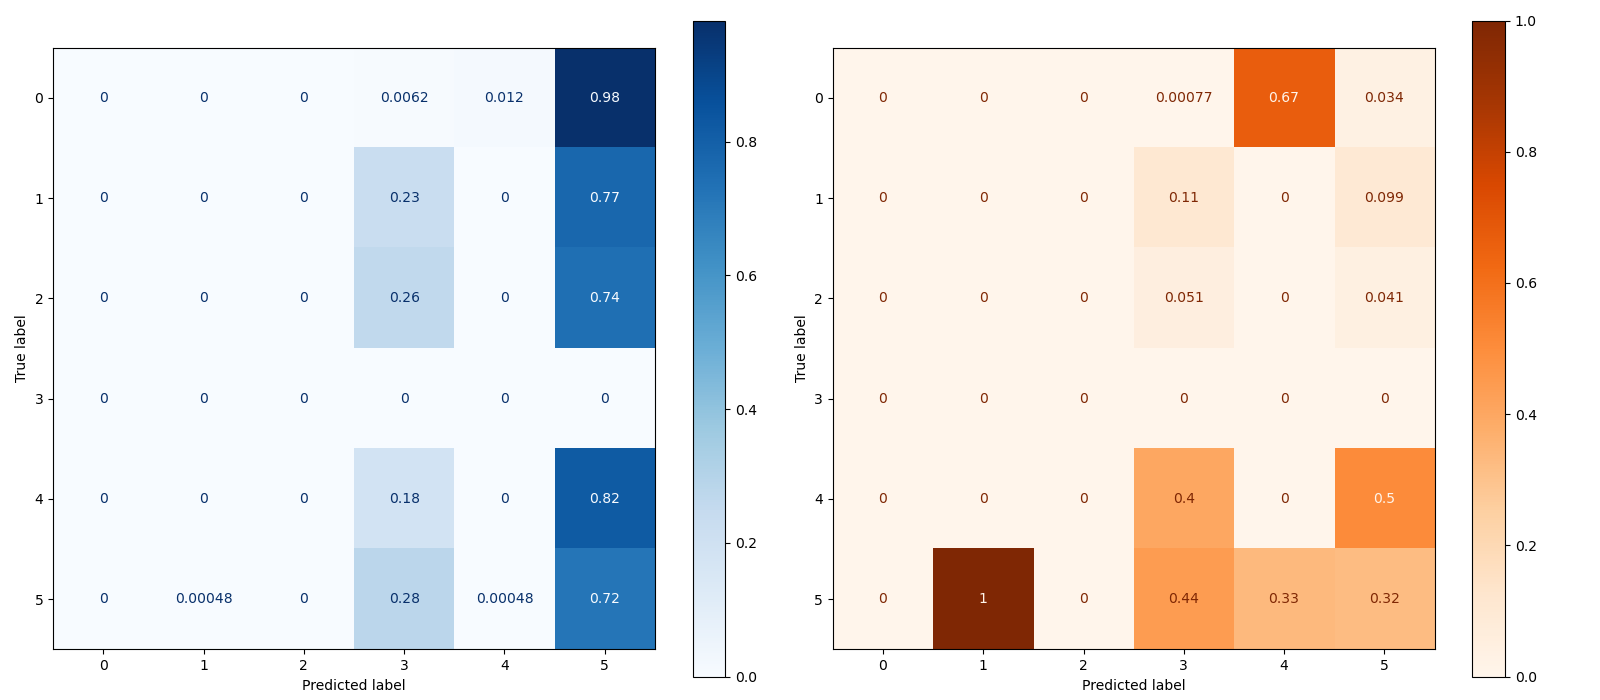 0 0 0 0 0.0062 0.012 0.98
1 0 0 0 0.23 0 0.77
2 0 0 0 0.26 0 0.74
3 0 0 0 0 0 0
4 0 0 0 0.18 0 0.82
5 0 0.00048 0 0.28 0.00048 0.72
0 1 2 3 4 5
True label
Predicted label
0.8
0.6
0.4
0.2
0.0
0 0 0 0 0.00077 0.67 0.034
1 0 0 0 0.11 0 0.099
2 0 0 0 0.051 0 0.041
3 0 0 0 0 0 0
4 0 0 0 0.4 0 0.5
5 0 1 0 0.44 0.33 0.32
0 1 2 3 4 5
True label
Predicted label
1.0
0.8
0.6
0.4
0.2
0.0